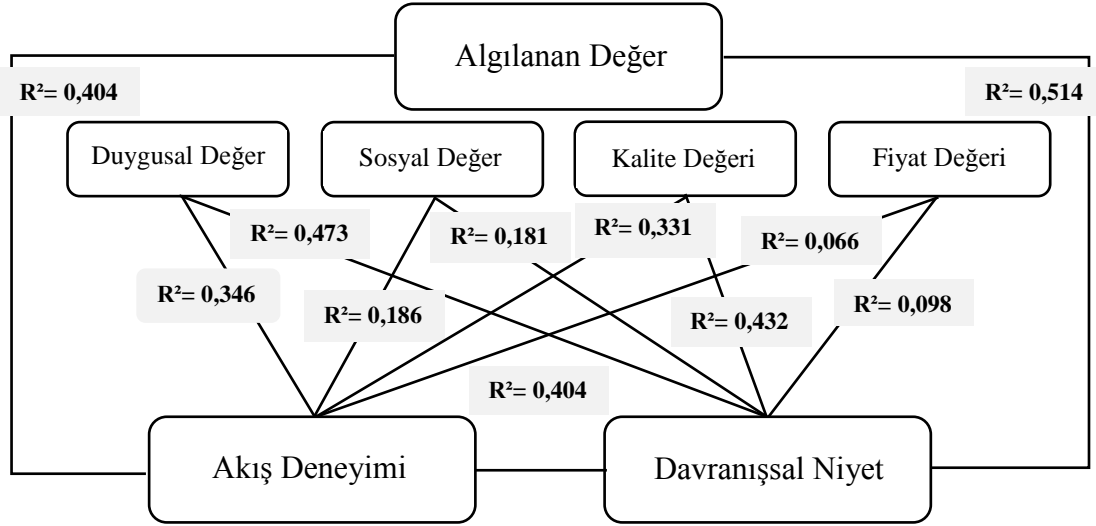 Algılanan Değer
R²= 0,404
R²= 0,514
Duygusal Değer
Sosyal Değer
Kalite Değeri
Fiyat Değeri
R²= 0,473
R²= 0,181
R²= 0,331
R²= 0,066
R²= 0,346
R²= 0,186
R²= 0,432
R²= 0,098
R²= 0,404
Akış Deneyimi
Davranışsal Niyet